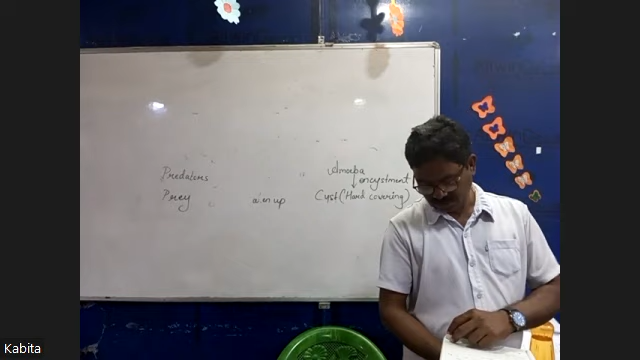 Predators
Prey
Amoeba
encystment
Cyst (Hard covering)
Kabita